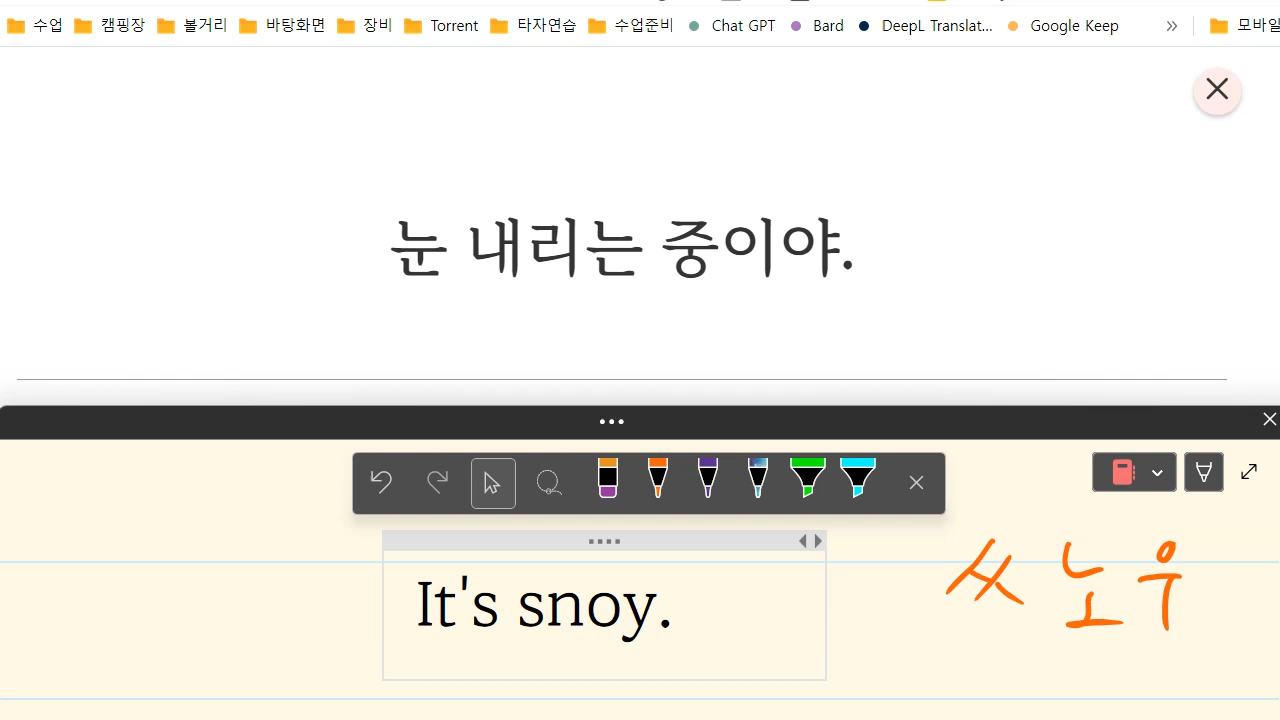 수업 캠핑장 볼거리 바탕화면 장비 Torrent 타자연습 수업준비 Chat GPT Bard DeepL Translat... Google Keep » 모바일
눈 내리는 중이야.
It's snoy.
쓰 노우